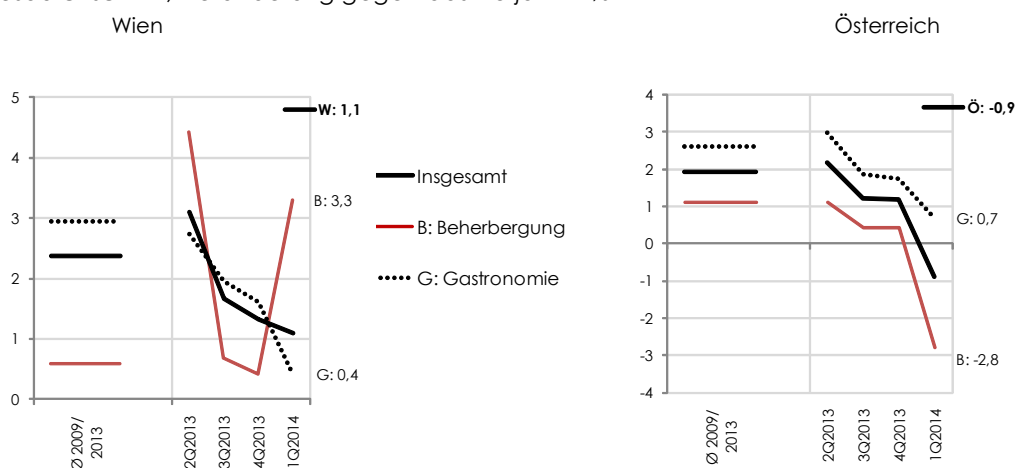 Wien
Österreich
5
4
3
2
1
0
W: 1,1
B: 3,3
G: 0,4
Ø 2009/
2013
2Q2013
3Q2013
4Q2013
1Q2014
Insgesamt
B: Beherbergung
G: Gastronomie
4
3
2
1
0
-1
-2
-3
-4
Ö: -0,9
G: 0,7
B: -2,8
Ø 2009/
2013
2Q2013
3Q2013
4Q2013
1Q2014